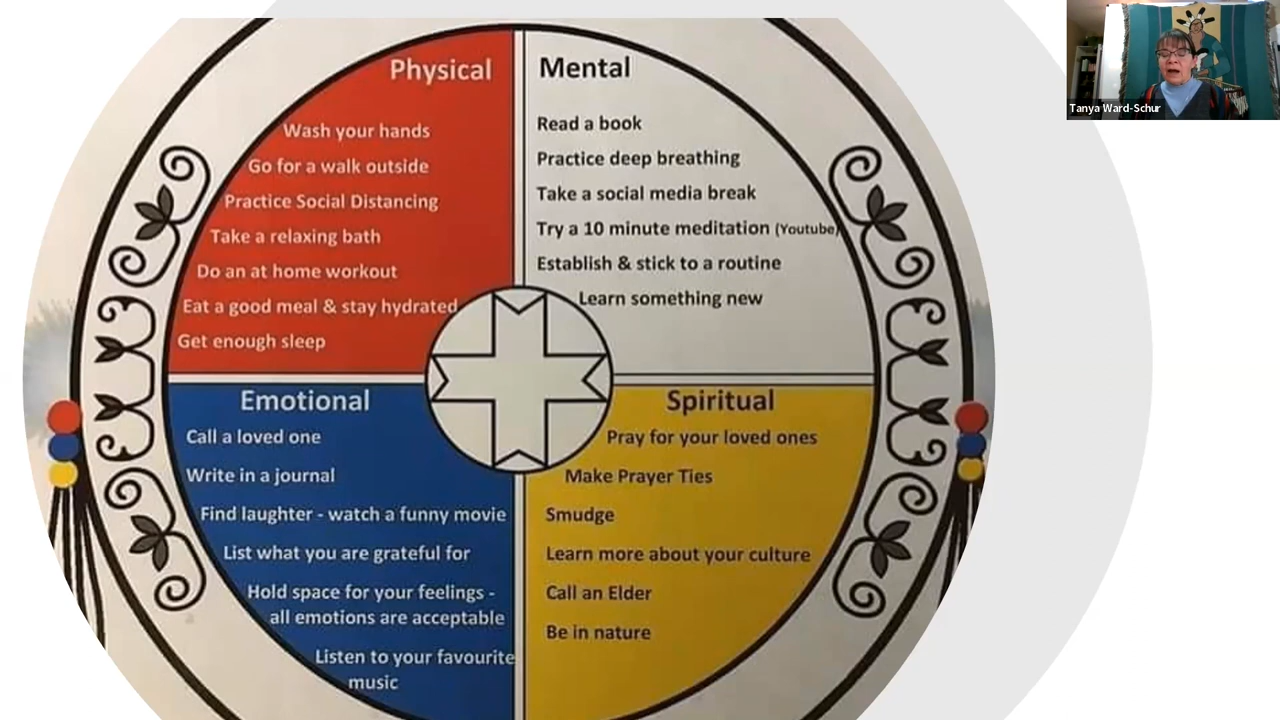 Physical
Wash your hands
Go for a walk outside
Practice Social Distancing
Take a relaxing bath
Do an at home workout
Eat a good meal & stay hydrated
Get enough sleep
Mental
Read a book
Practice deep breathing
Take a social media break
Try a 10 minute meditation (Youtube)
Establish & stick to a routine
Learn something new
Emotional
Call a loved one
Write in a journal
Find laughter - watch a funny movie
List what you are grateful for
Hold space for your feelings -
all emotions are acceptable
Listen to your favourite
music
Spiritual
Pray for your loved ones
Make Prayer Ties
Smudge
Learn more about your culture
Call an Elder
Be in nature
Tanya Ward-Schur